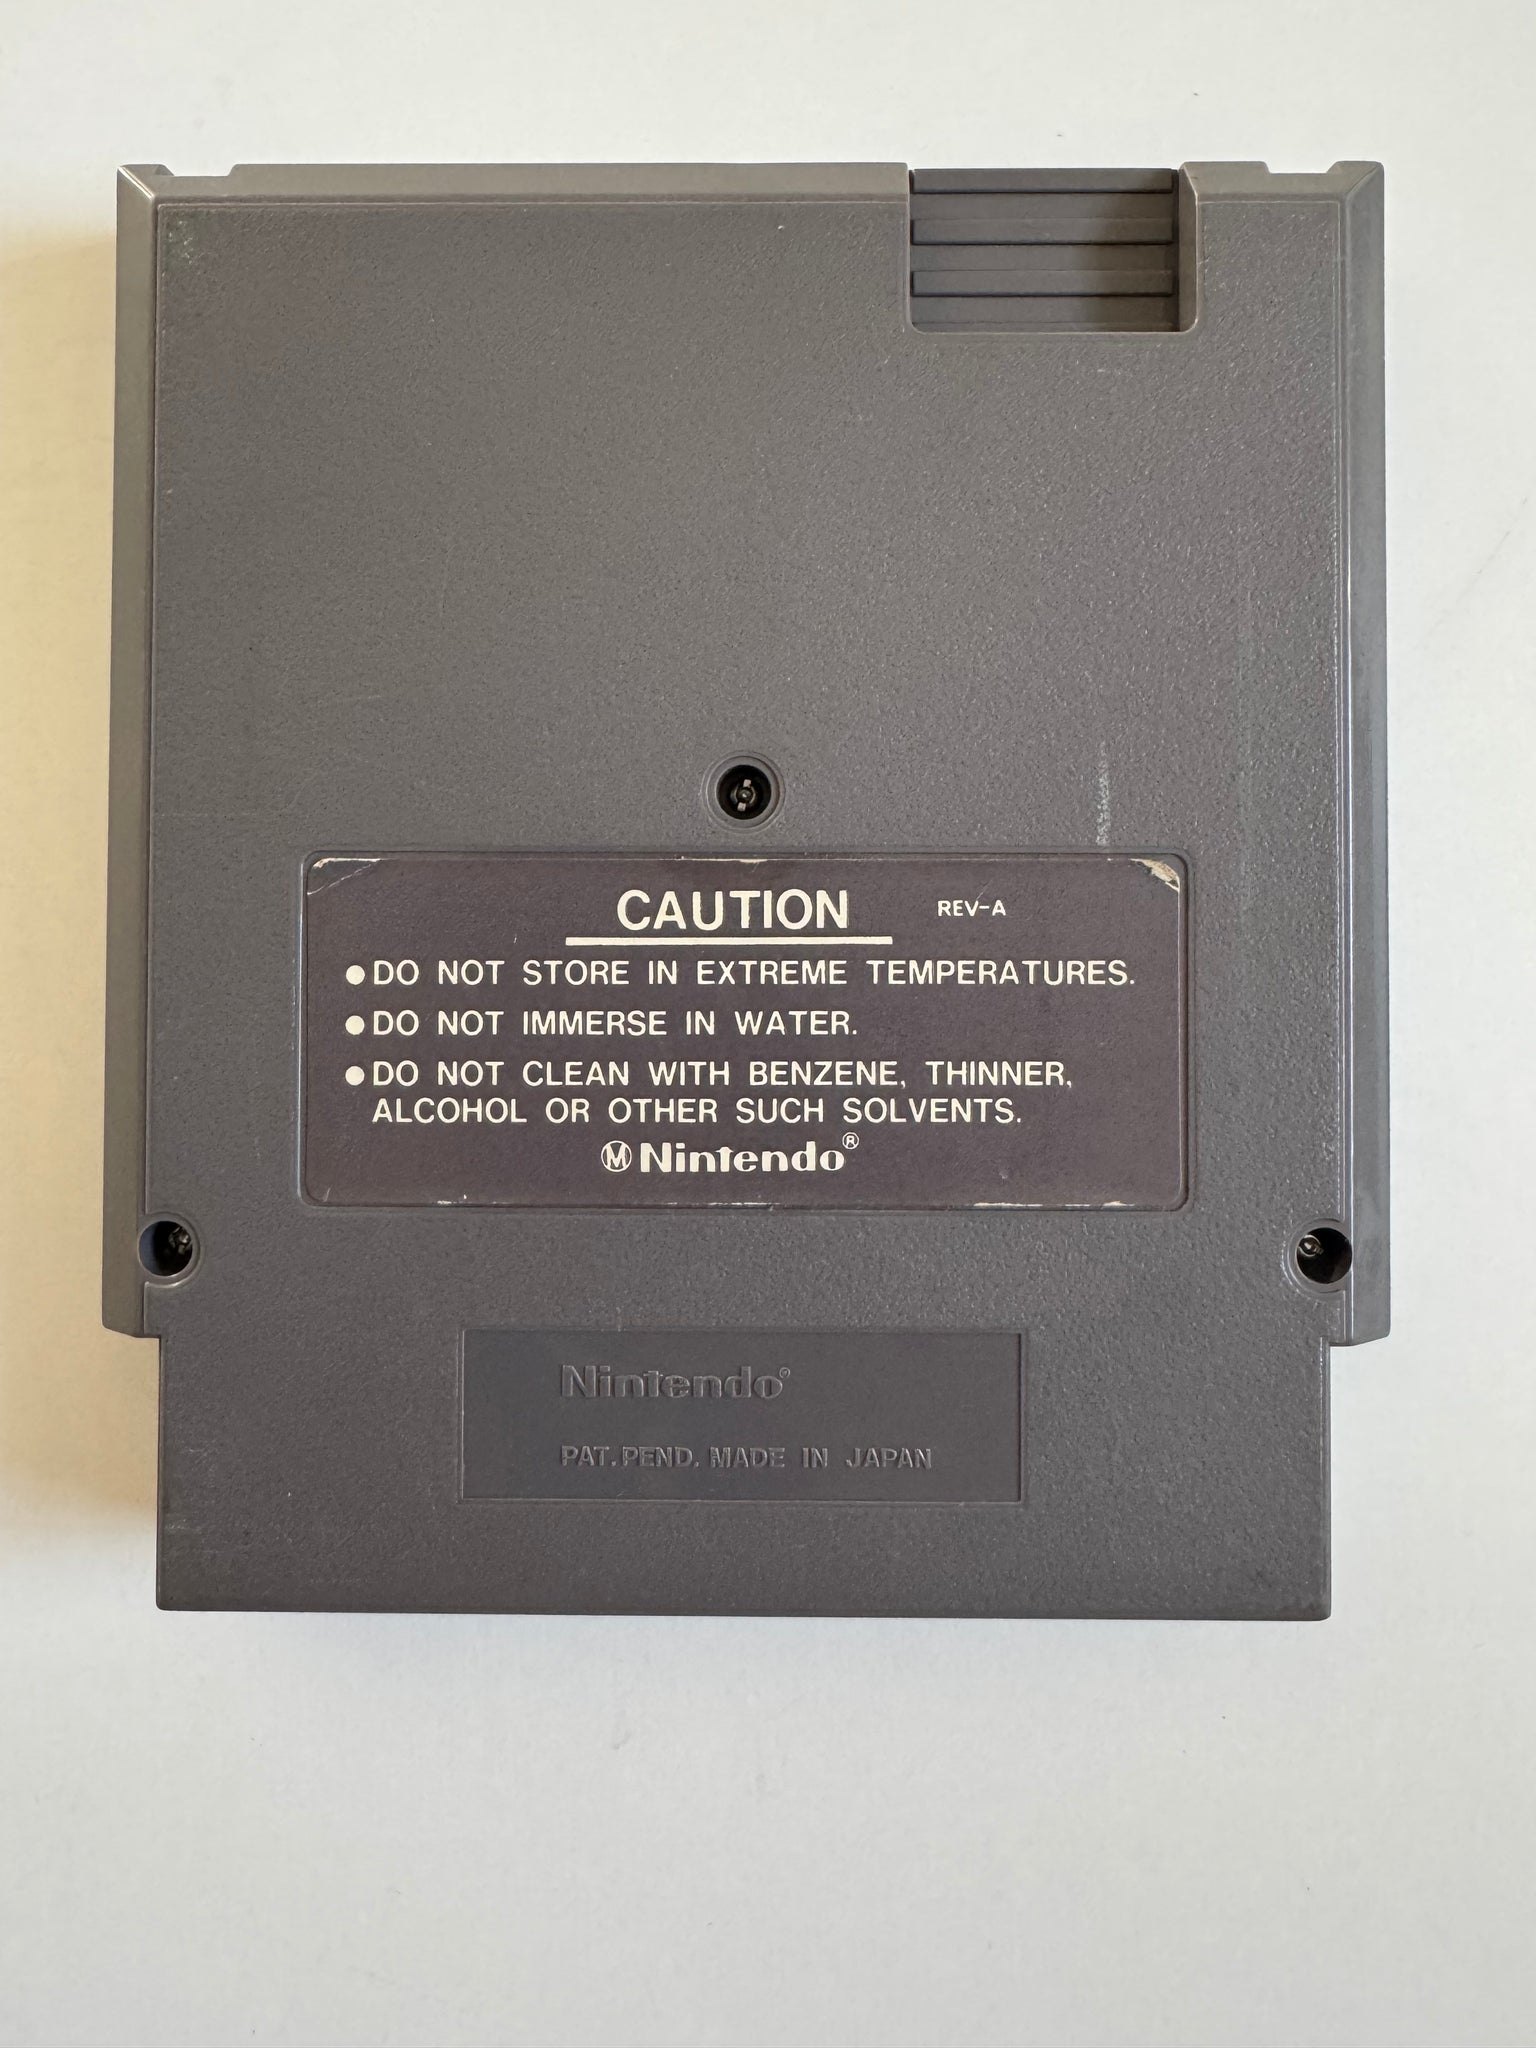 CAUTION REV-A
●DO NOT STORE IN EXTREME TEMPERATURES.
●DO NOT IMMERSE IN WATER.
●DO NOT CLEAN WITH BENZENE, THINNER,
ALCOHOL OR OTHER SUCH SOLVENTS.
Ⓜ Nintendo®
Nintendo®
PAT.PEND. MADE IN JAPAN